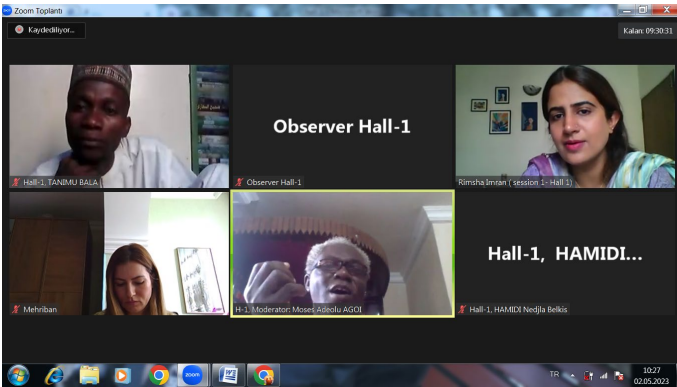 Zoom Toplantı
Kaydediliyor...
Kalan: 09:30:31
Hall-1, TANIMU BALA
Observer Hall-1
Observer Hall-1
Rimsha Imran ( session 1- Hall 1)
Mehriban
H-1, Moderator: Moses Adeolu AGOI
Hall-1, HAMIDI...
Hall-1, HAMIDI Nedjla Belkis
zoom
TR
10:27
02.05.2023